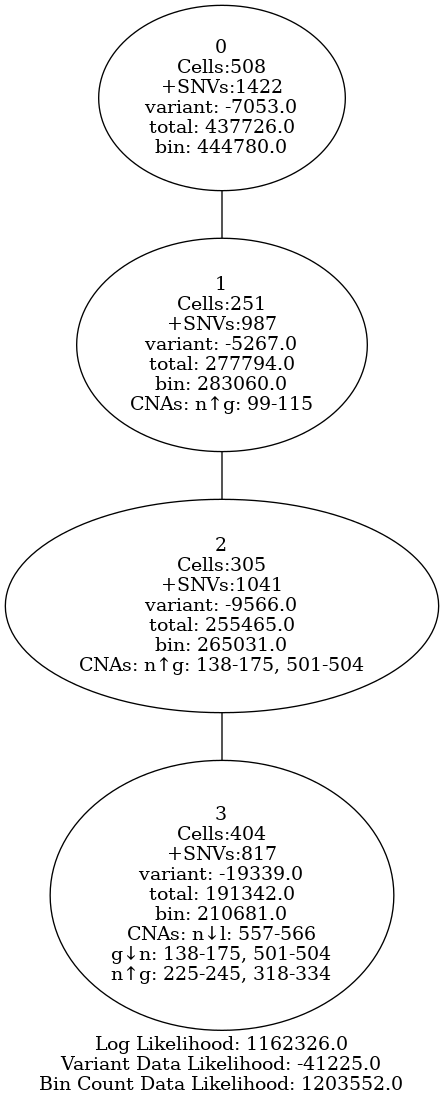 0
Cells:508
+SNVs:1422
variant: -7053.0
total: 437726.0
bin: 444780.0
1
Cells:251
+SNVs:987
variant: -5267.0
total: 277794.0
bin: 283060.0
CNAs: n↑g: 99-115
2
Cells:305
+SNVs:1041
variant: -9566.0
total: 255465.0
bin: 265031.0
CNAs: n↑g: 138-175, 501-504
3
Cells:404
+SNVs:817
variant: -19339.0
total: 191342.0
bin: 210681.0
CNAs: n↓l: 557-566
g↓n: 138-175, 501-504
n↑g: 225-245, 318-334
Log Likelihood: 1162326.0
Variant Data Likelihood: -41225.0
Bin Count Data Likelihood: 1203552.0